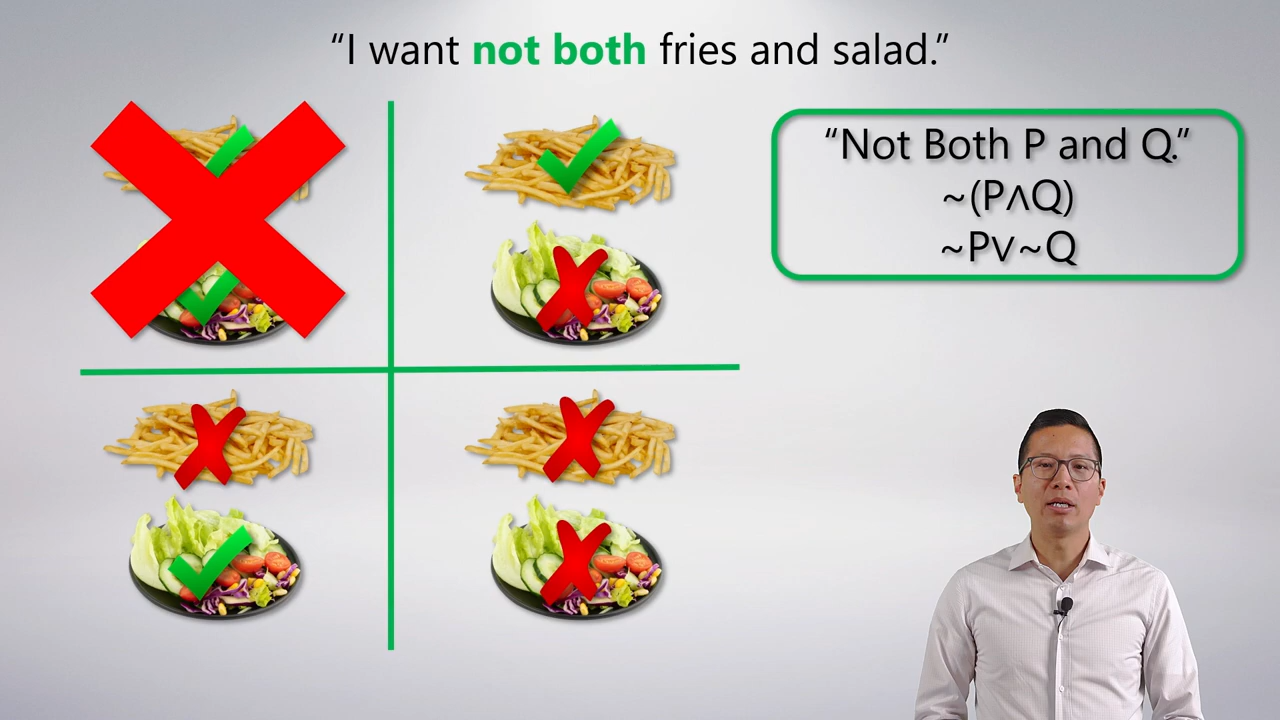 “I want not both fries and salad.”
“Not Both P and Q.”
~(P∧Q)
~P∨~Q